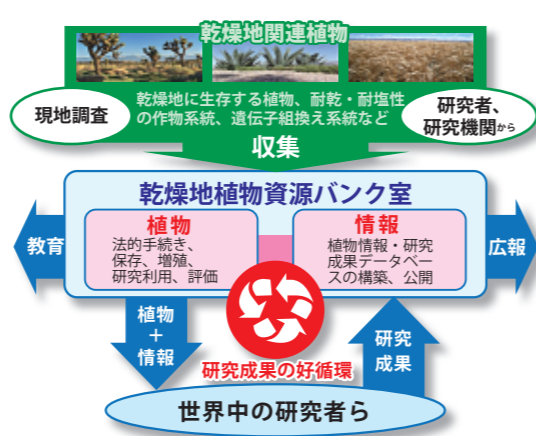 乾燥地関連植物
現地調査
乾燥地に生存する植物、耐乾・耐塩性
の作物系統、遺伝子組換え系統など
研究者、
研究機関から
収集
乾燥地植物資源バンク室
教育
植物
法的手続き、
保存、増殖、
研究利用、評価
情報
植物情報・研究
成果データベー
スの構築、公開
広報
植物
＋
情報
研究成果の好循環
研究
成果
世界中の研究者ら